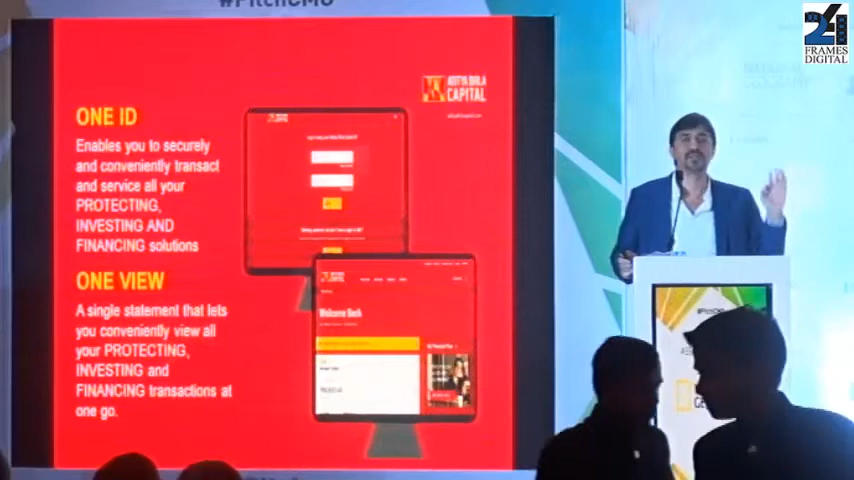 #PitchCMO
24
FRAMES
DIGITAL
ADITYA BIRLA
CAPITAL
ONE ID
Enables you to securely
and conveniently transact
and service all your
PROTECTING,
INVESTING AND
FINANCING solutions
ONE VIEW
A single statement that lets
you conveniently view all
your PROTECTING,
INVESTING and
FINANCING transactions at
one go.
Welcome Back